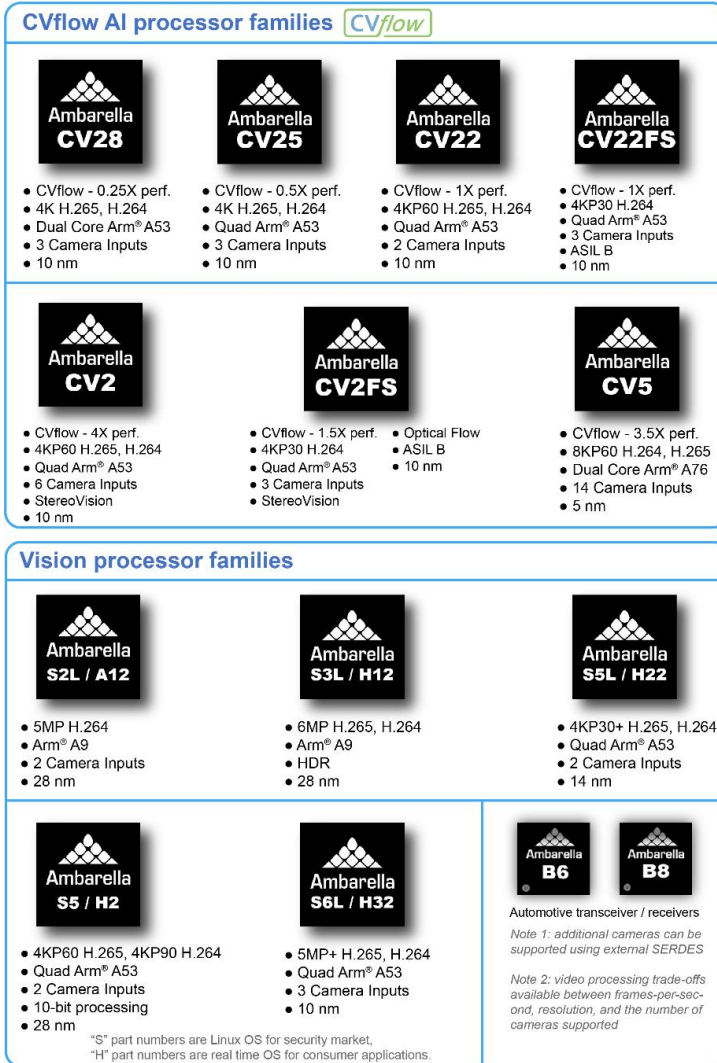 CVflow AI processor families CVflow
Ambarella
CV28
• CVflow - 0.25X perf.
• 4K H.265, H.264
• Dual Core Arm® A53
• 3 Camera Inputs
• 10 nm
Ambarella
CV25
• CVflow - 0.5X perf.
• 4K H.265, H.264
• Quad Arm® A53
• 3 Camera Inputs
• 10 nm
Ambarella
CV22
• CVflow - 1X perf.
• 4KP60 H.265, H.264
• Quad Arm® A53
• 2 Camera Inputs
• 10 nm
Ambarella
CV22FS
• CVflow - 1X perf.
• 4KP30 H.264
• Quad Arm® A53
• 3 Camera Inputs
• ASIL B
• 10 nm
Ambarella
CV2
• CVflow - 4X perf.
• 4KP60 H.265, H.264
• Quad Arm® A53
• 6 Camera Inputs
• StereoVision
• 10 nm
Ambarella
CV2FS
• CVflow - 1.5X perf.
• 4KP30 H.264
• Quad Arm® A53
• 3 Camera Inputs
• StereoVision
• Optical Flow
• ASIL B
• 10 nm
Ambarella
CV5
• CVflow - 3.5X perf.
• 8KP60 H.264, H.265
• Dual Core Arm® A76
• 14 Camera Inputs
• 5 nm
Vision processor families
Ambarella
S2L / A12
• 5MP H.264
• Arm® A9
• 2 Camera Inputs
• 28 nm
Ambarella
S3L / H12
• 6MP H.265, H.264
• Arm® A9
• HDR
• 28 nm
Ambarella
S5L / H22
• 4KP30+ H.265, H.264
• Quad Arm® A53
• 2 Camera Inputs
• 14 nm
Ambarella
S5 / H2
• 4KP60 H.265, 4KP90 H.264
• Quad Arm® A53
• 2 Camera Inputs
• 10-bit processing
• 28 nm
Ambarella
S6L / H32
• 5MP+ H.265, H.264
• Quad Arm® A53
• 3 Camera Inputs
• 10 nm
"S" part numbers are Linux OS for security market,
"H" part numbers are real time OS for consumer applications.
Ambarella
B6
Ambarella
B8
Automotive transceiver / receivers
Note 1: additional cameras can be
supported using external SERDES
Note 2: video processing trade-offs
available between frames-per-sec-
ond, resolution, and the number of
cameras supported